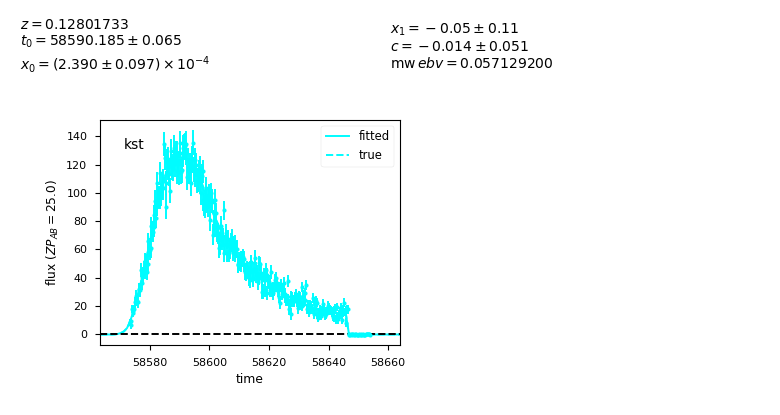 z = 0.12801733
t₀ = 58590.185 ± 0.065
x₀ = (2.390 ± 0.097) × 10⁻⁴
x₁ = −0.05 ± 0.11
c = −0.014 ± 0.051
mw ebv = 0.057129200
kst
fitted
true
flux (ZP_AB = 25.0)
140
120
100
80
60
40
20
0
58580 58600 58620 58640 58660
time